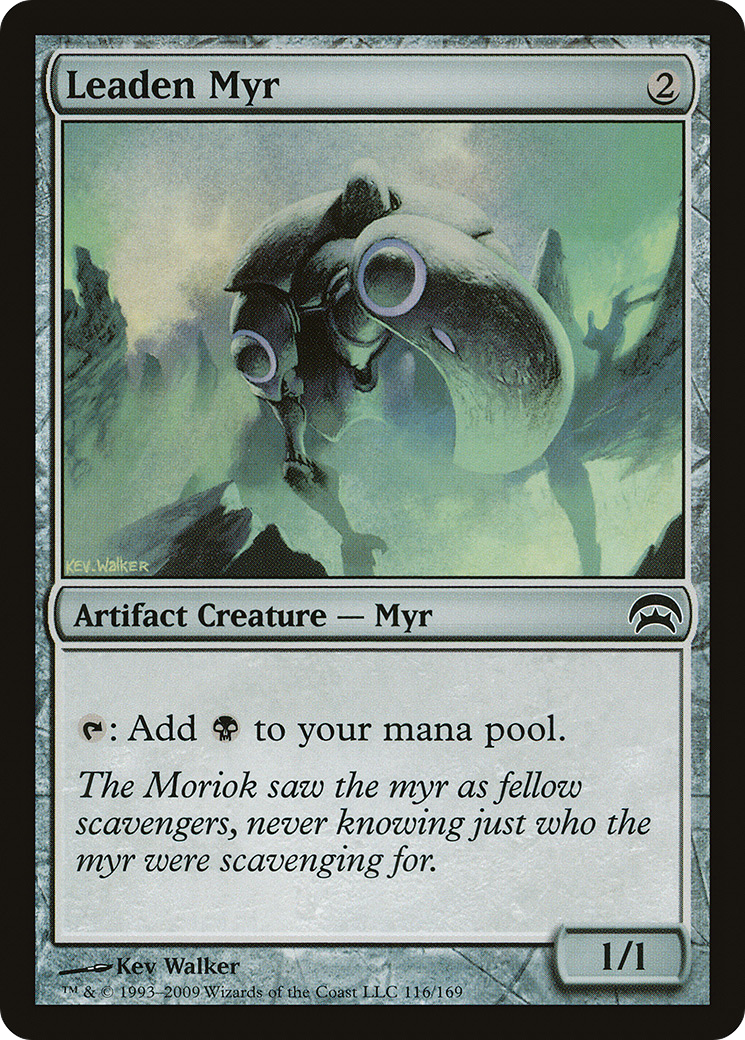 Leaden Myr 2
KEV.WALKER
Artifact Creature — Myr
: Add to your mana pool.
The Moriok saw the myr as fellow
scavengers, never knowing just who the
myr were scavenging for.
1/1
Kev Walker
™ & © 1993–2009 Wizards of the Coast LLC 116/169